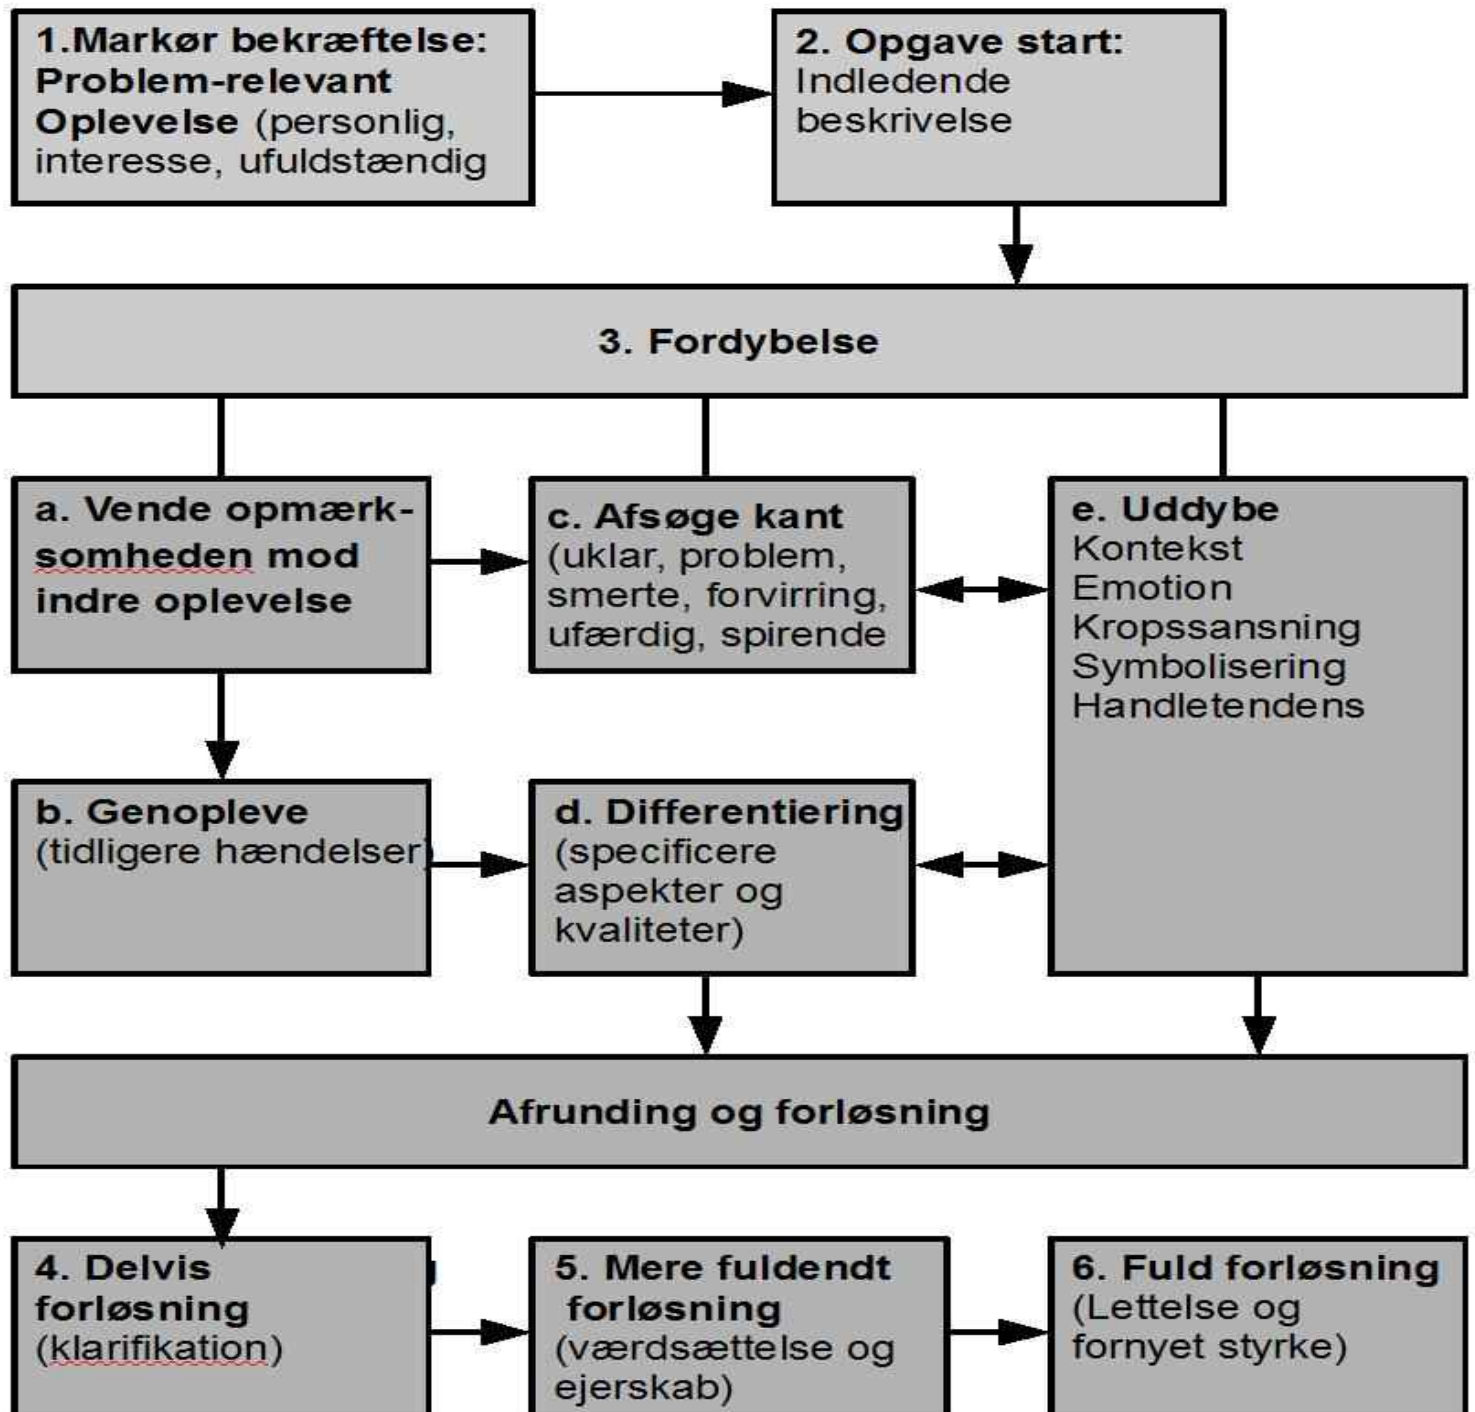 1.Markør bekræftelse:
Problem-relevant
Oplevelse (personlig,
interesse, ufuldstændig
2. Opgave start:
Indledende
beskrivelse
3. Fordybelse
a. Vende opmærk-
somheden mod
indre oplevelse
c. Afsøge kant
(uklar, problem,
smerte, forvirring,
ufærdig, spirende
e. Uddybe
Kontekst
Emotion
Kropssansning
Symbolisering
Handletendens
b. Genopleve
(tidligere hændelser)
d. Differentiering
(specificere
aspekter og
kvaliteter)
Afrunding og forløsning
4. Delvis
forløsning
(klarifikation)
5. Mere fuldendt
forløsning
(værdsættelse og
ejerskab)
6. Fuld forløsning
(Lettelse og
fornyet styrke)